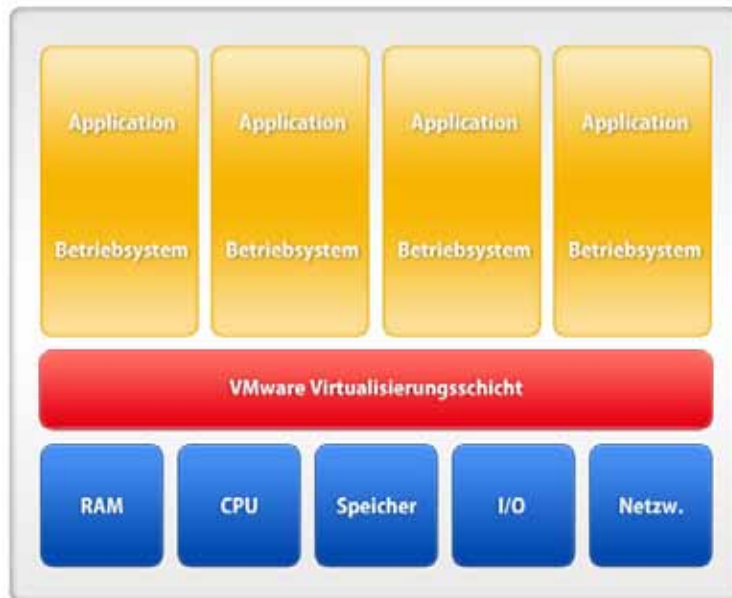 Application Application Application Application
Betriebsystem Betriebsystem Betriebsystem Betriebsystem
VMware Virtualisierungsschicht
RAM CPU Speicher I/O Netzw.